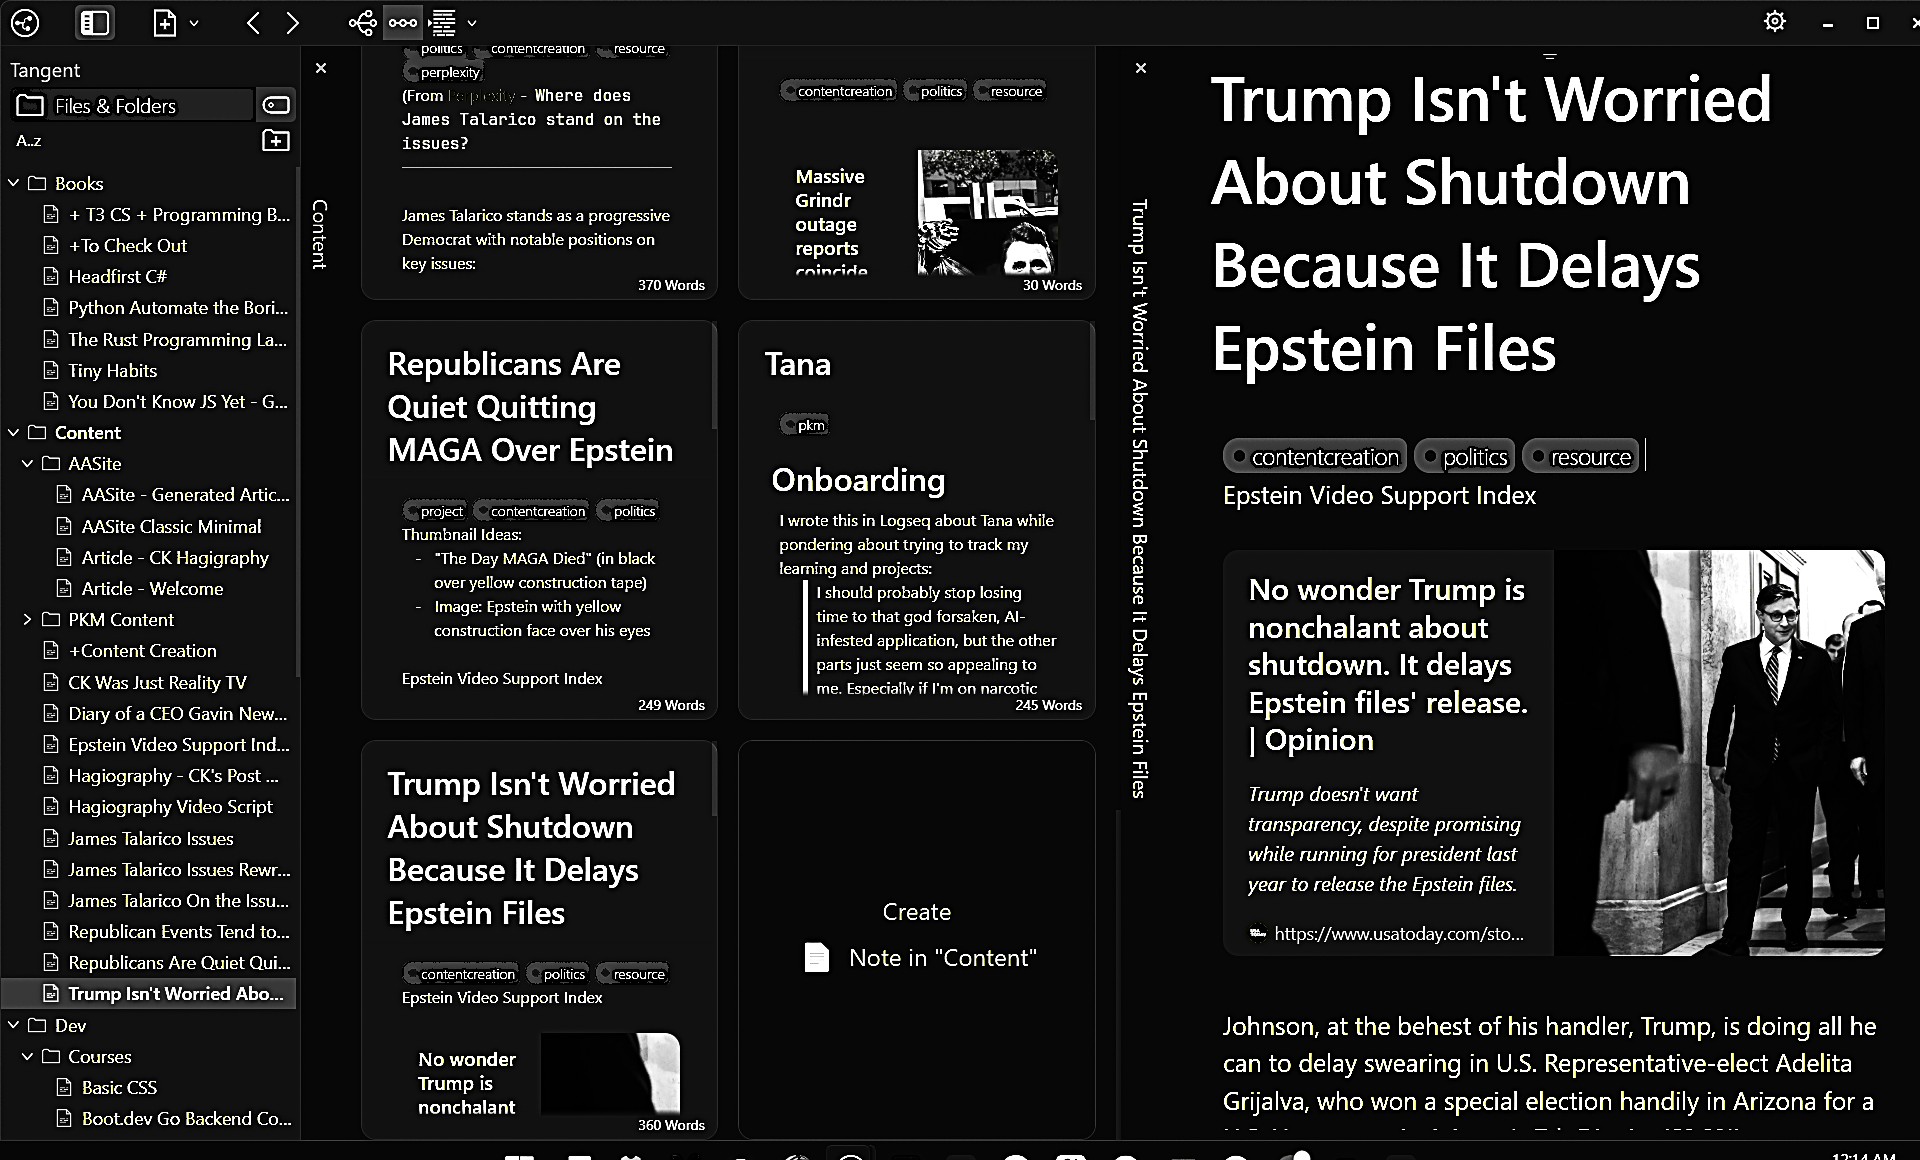 Tangent
Files & Folders
A..z
Books
+ T3 CS + Programming B...
+To Check Out
Headfirst C#
Python Automate the Bori...
The Rust Programming La...
Tiny Habits
You Don't Know JS Yet - G...
Content
AASite
AASite - Generated Artic...
AASite Classic Minimal
Article - CK Hagigraphy
Article - Welcome
PKM Content
+Content Creation
CK Was Just Reality TV
Diary of a CEO Gavin New...
Epstein Video Support Ind...
Hagiography - CK's Post ...
Hagiography Video Script
James Talarico Issues
James Talarico Issues Rewr...
James Talarico On the Issu...
Republican Events Tend to...
Republicans Are Quiet Qui...
Trump Isn't Worried Abo...
Dev
Courses
Basic CSS
Boot.dev Go Backend Co...
Content
politics contentcreation resource
perplexity
(From Perplexity - Where does
James Talarico stand on the
issues?
James Talarico stands as a progressive
Democrat with notable positions on
key issues:
370 Words
contentcreation politics resource
Massive
Grindr
outage
reports
coincide
30 Words
Republicans Are
Quiet Quitting
MAGA Over Epstein
project contentcreation politics
Thumbnail Ideas:
- "The Day MAGA Died" (in black
over yellow construction tape)
- Image: Epstein with yellow
construction face over his eyes
Epstein Video Support Index
249 Words
Tana
pkm
Onboarding
I wrote this in Logseq about Tana while
pondering about trying to track my
learning and projects:
I should probably stop losing
time to that god forsaken, AI-
infested application, but the other
parts just seem so appealing to
me. Especially if I'm on narcotic
245 Words
Trump Isn't Worried
About Shutdown
Because It Delays
Epstein Files
contentcreation politics resource
Epstein Video Support Index
No wonder
Trump is
nonchalant
360 Words
Create
Note in "Content"
Trump Isn't Worried About Shutdown Because It Delays Epstein Files
Trump Isn't Worried
About Shutdown
Because It Delays
Epstein Files
contentcreation politics resource
Epstein Video Support Index
No wonder Trump is
nonchalant about
shutdown. It delays
Epstein files' release.
| Opinion
Trump doesn't want
transparency, despite promising
while running for president last
year to release the Epstein files.
https://www.usatoday.com/sto...
Johnson, at the behest of his handler, Trump, is doing all he
can to delay swearing in U.S. Representative-elect Adelita
Grijalva, who won a special election handily in Arizona for a
12:14 AM